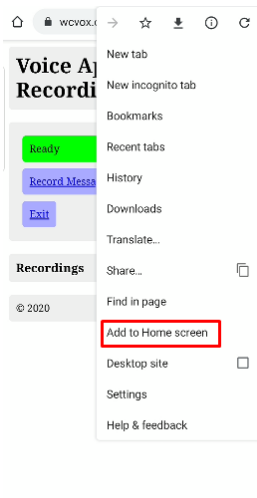 wcvox.c
Voice Ap
Recordi
Ready
Record Messa
Exit
Recordings
© 2020
New tab
New incognito tab
Bookmarks
Recent tabs
History
Downloads
Translate...
Share...
Find in page
Add to Home screen
Desktop site
Settings
Help & feedback